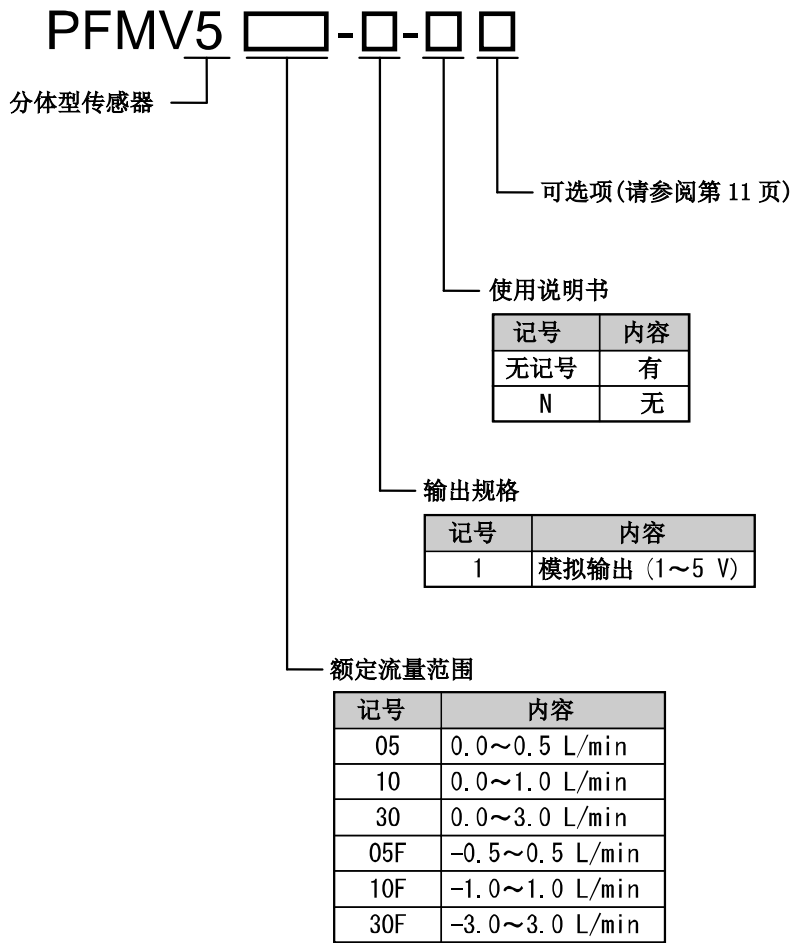 PFMV5 - -
分体型传感器
可选项(请参阅第 11 页)
使用说明书
记号 内容
无记号 有
N 无
输出规格
记号 内容
1 模拟输出 (1～5 V)
额定流量范围
记号 内容
05 0.0～0.5 L/min
10 0.0～1.0 L/min
30 0.0～3.0 L/min
05F -0.5～0.5 L/min
10F -1.0～1.0 L/min
30F -3.0～3.0 L/min